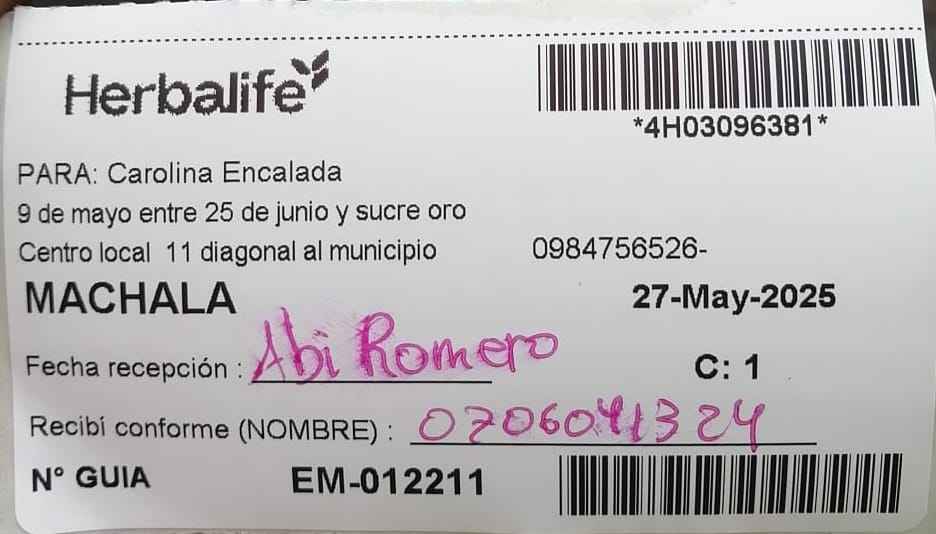 Herbalife
*4H03096381*
PARA: Carolina Encalada
9 de mayo entre 25 de junio y sucre oro
Centro local 11 diagonal al municipio 0984756526-
MACHALA 27-May-2025
Fecha recepción : Abi Romero C: 1
Recibí conforme (NOMBRE) : 0706041324
N° GUIA EM-012211